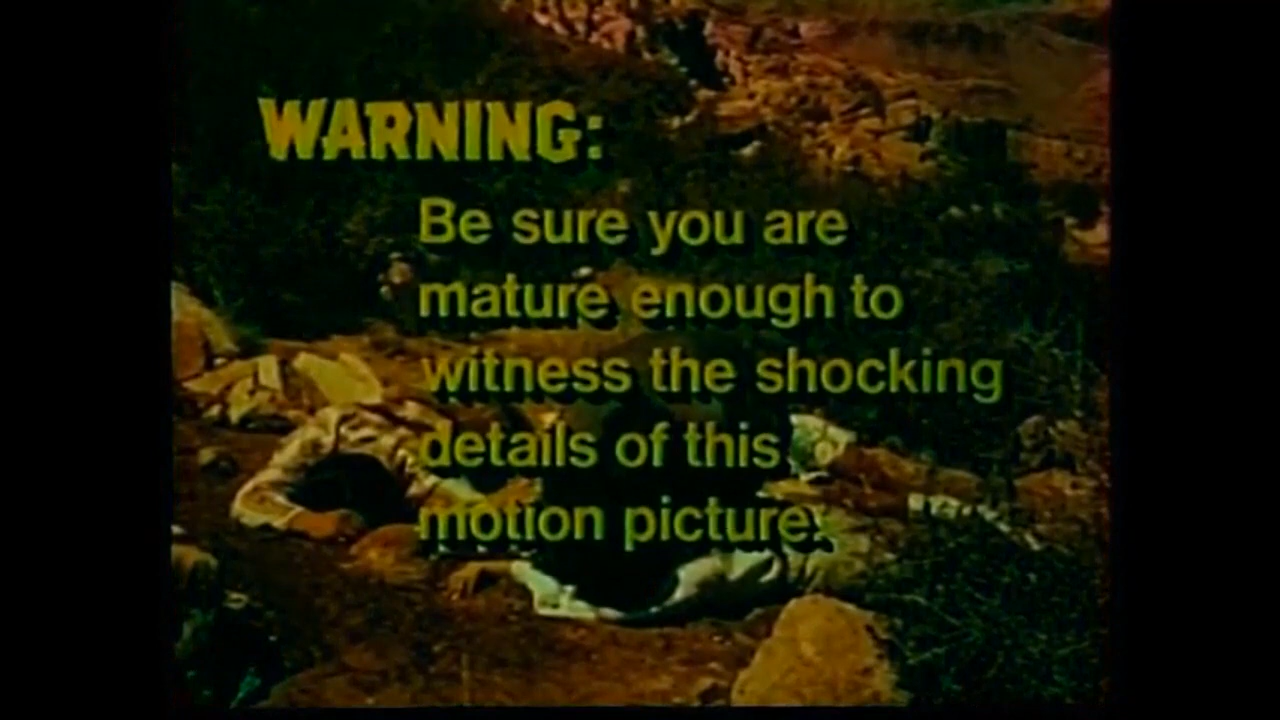 WARNING:
Be sure you are
mature enough to
witness the shocking
details of this
motion picture.